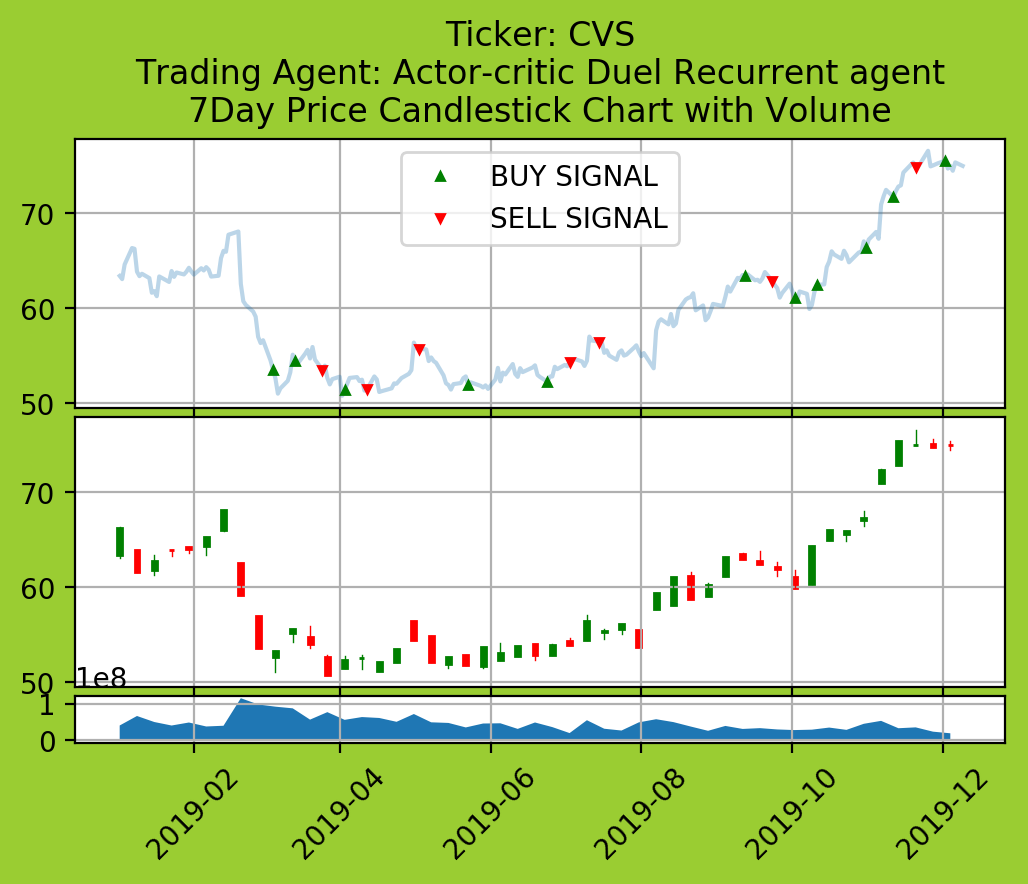 Ticker: CVS
Trading Agent: Actor-critic Duel Recurrent agent
7Day Price Candlestick Chart with Volume
BUY SIGNAL
SELL SIGNAL
70
60
50
70
60
50
1e8
1
0
2019-02
2019-04
2019-06
2019-08
2019-10
2019-12